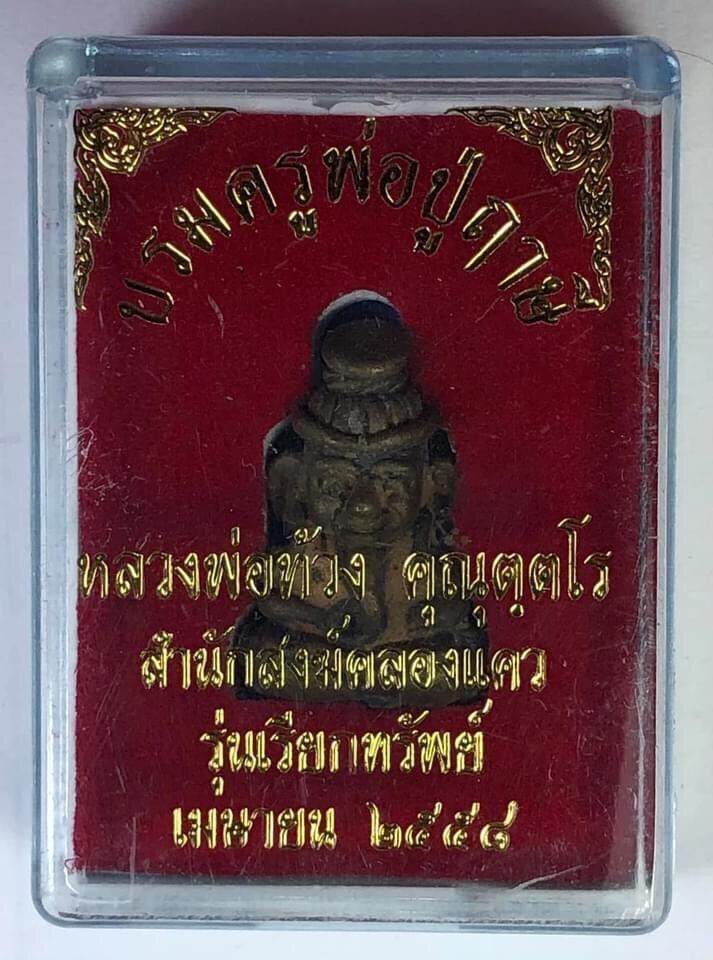 บรมครูพ่อปู่ฤาษี
หลวงพ่อท้วง คุณุตฺตโร
สำนักสงฆ์คลองแคว
รุ่นเรียกทรัพย์
เมษายน ๒๕๕๘